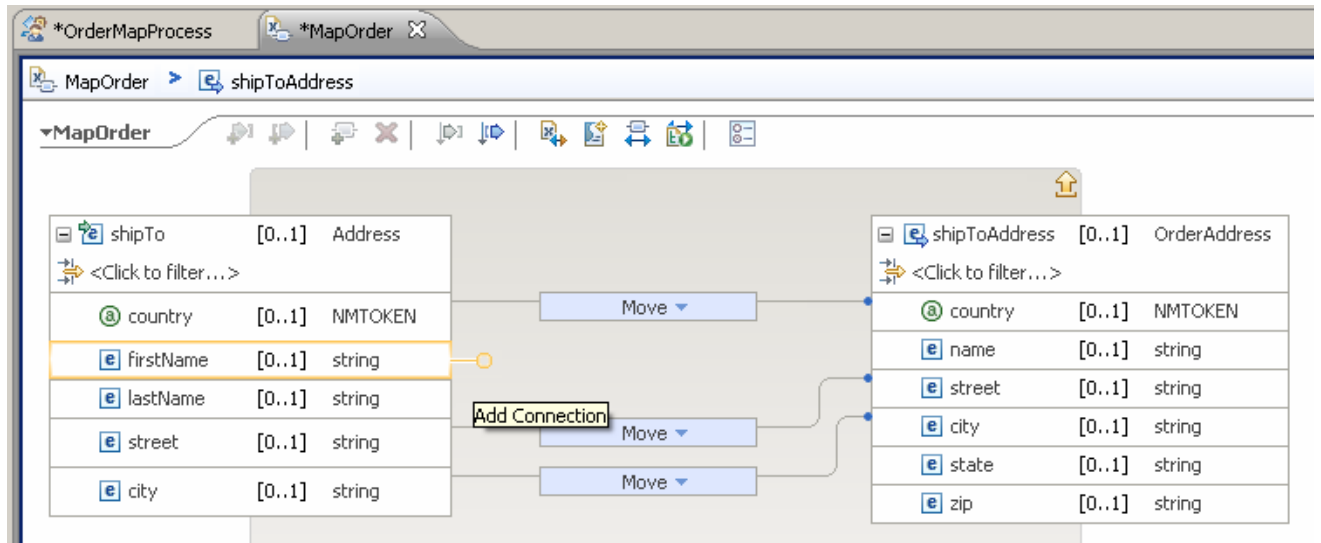 *OrderMapProcess *MapOrder
MapOrder > shipToAddress
MapOrder
shipTo [0..1] Address
<Click to filter...>
country [0..1] NMTOKEN
firstName [0..1] string
lastName [0..1] string
street [0..1] string
city [0..1] string
Move
Add Connection
Move
Move
shipToAddress [0..1] OrderAddress
<Click to filter...>
country [0..1] NMTOKEN
name [0..1] string
street [0..1] string
city [0..1] string
state [0..1] string
zip [0..1] string